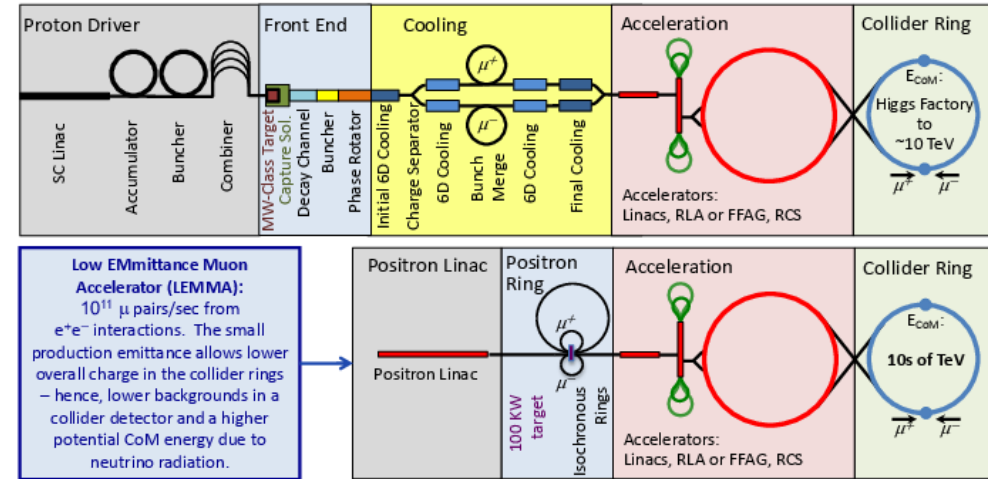 Proton Driver
Front End
Cooling
Acceleration
Collider Ring
SC Linac
Accumulator
Buncher
Combiner
MW-Class Target
Capture Sol.
Decay Channel
Buncher
Phase Rotator
Initial 6D Cooling
Charge Separator
6D Cooling
μ+
μ−
Bunch
Merge
6D Cooling
Final Cooling
Accelerators:
Linacs, RLA or FFAG, RCS
ECoM:
Higgs Factory
to
~10 TeV
μ+ μ−
Low EMmittance Muon
Accelerator (LEMMA):
10¹¹ μ pairs/sec from
e⁺e⁻ interactions. The small
production emittance allows lower
overall charge in the collider rings
– hence, lower backgrounds in a
collider detector and a higher
potential CoM energy due to
neutrino radiation.
Positron Linac
Positron
Ring
Acceleration
Collider Ring
Positron Linac
μ+
μ−
100 KW
target
Isochronous
Rings
Accelerators:
Linacs, RLA or FFAG, RCS
ECoM:
10s of TeV
μ+ μ−